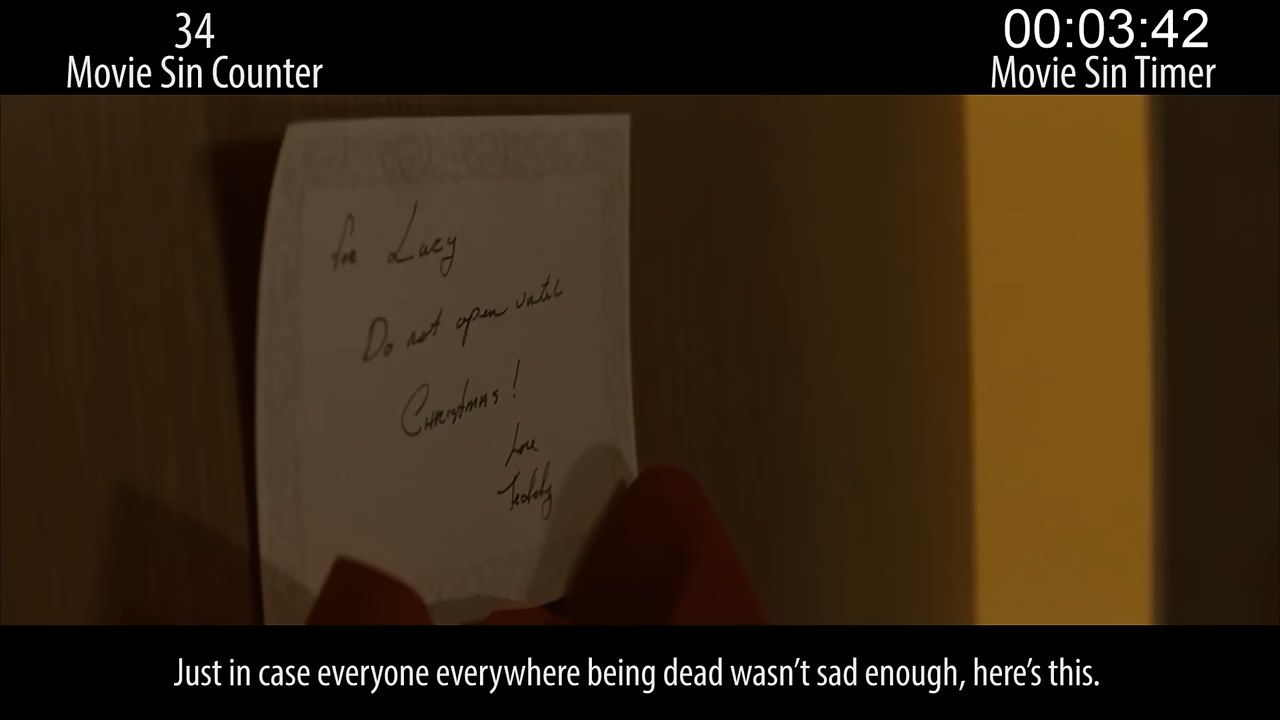 34
Movie Sin Counter
00:03:42
Movie Sin Timer
for Lucy
Do not open until
Christmas!
Love
Teddy
Just in case everyone everywhere being dead wasn't sad enough, here's this.